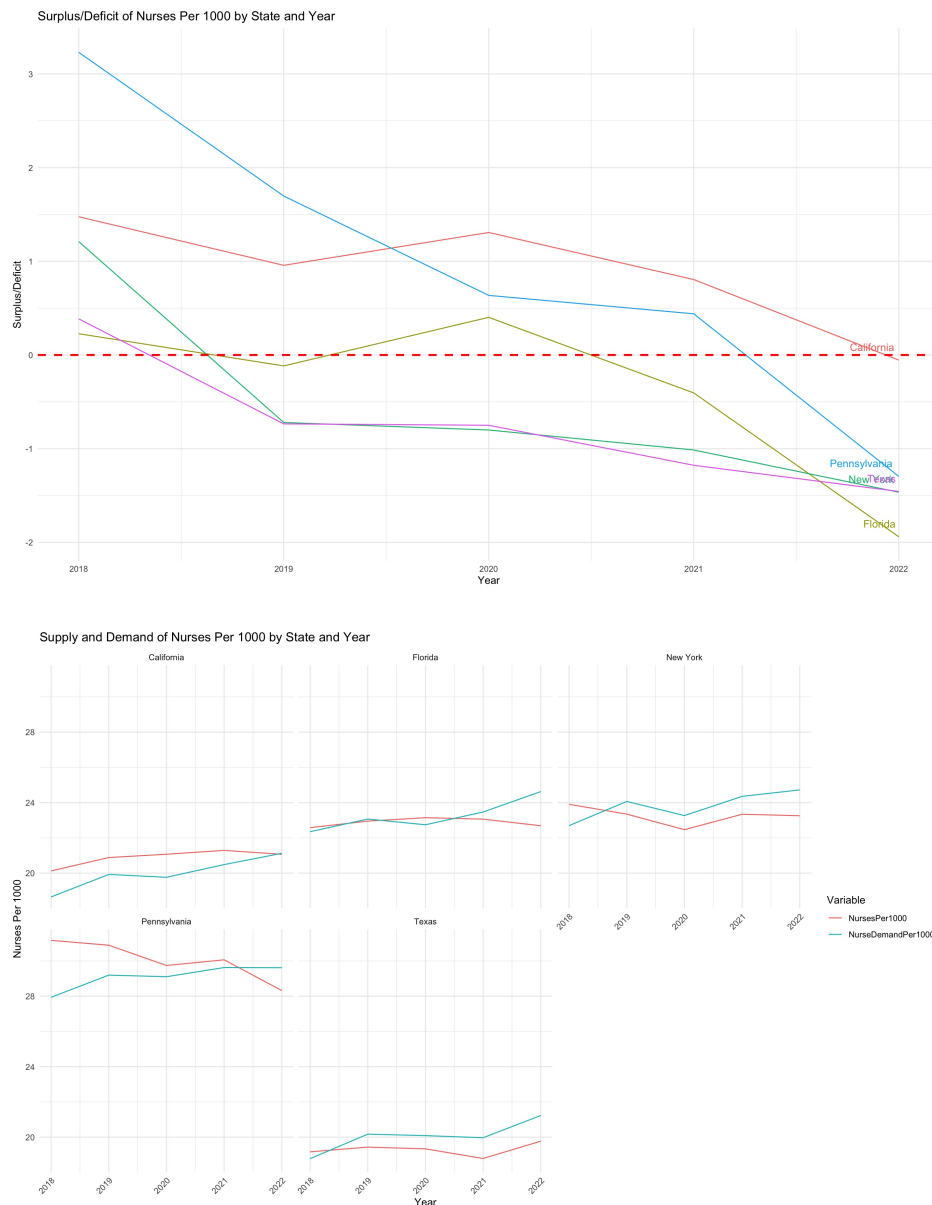 Surplus/Deficit of Nurses Per 1000 by State and Year
3
2
1
0
-1
-2
Surplus/Deficit
California
Pennsylvania
New York
Texas
Florida
2018 2019 2020 2021 2022
Year
Supply and Demand of Nurses Per 1000 by State and Year
California Florida New York
28
24
20
Nurses Per 1000
2018 2019 2020 2021 2022
Pennsylvania Texas
28
24
20
2018 2019 2020 2021 2022 2018 2019 2020 2021 2022
Year
Variable
NursesPer1000
NurseDemandPer1000